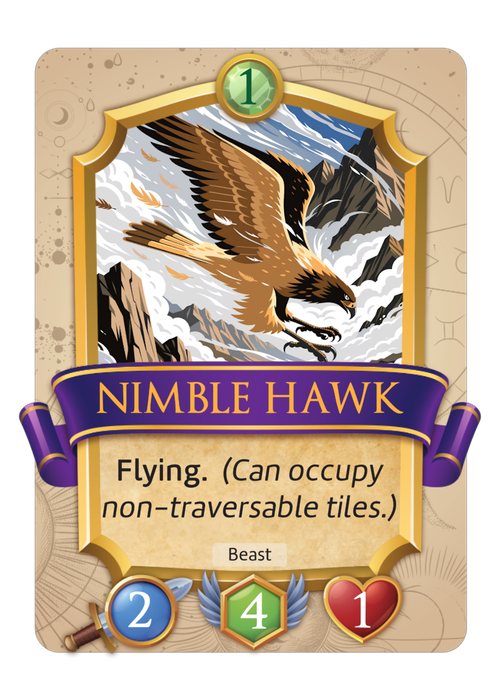 1
NIMBLE HAWK
Flying. (Can occupy
non-traversable tiles.)
Beast
2 4 1